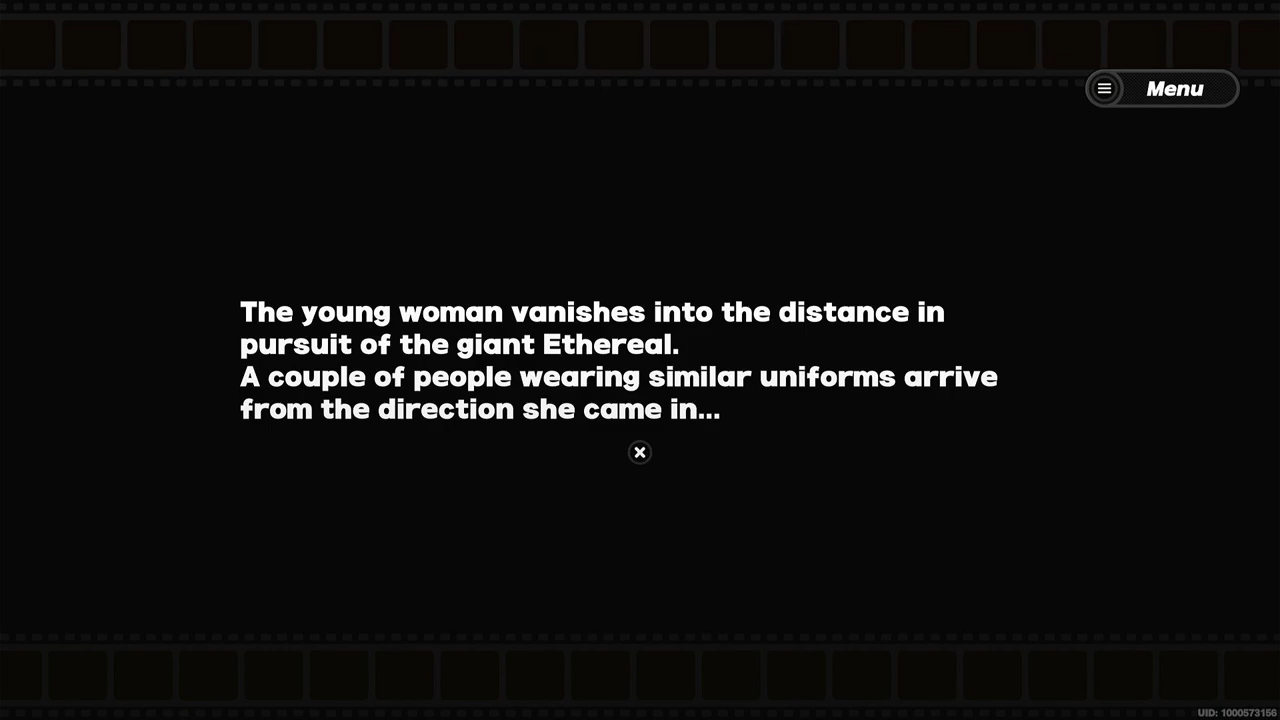 Menu
The young woman vanishes into the distance in
pursuit of the giant Ethereal.
A couple of people wearing similar uniforms arrive
from the direction she came in...
UID: 1000573156